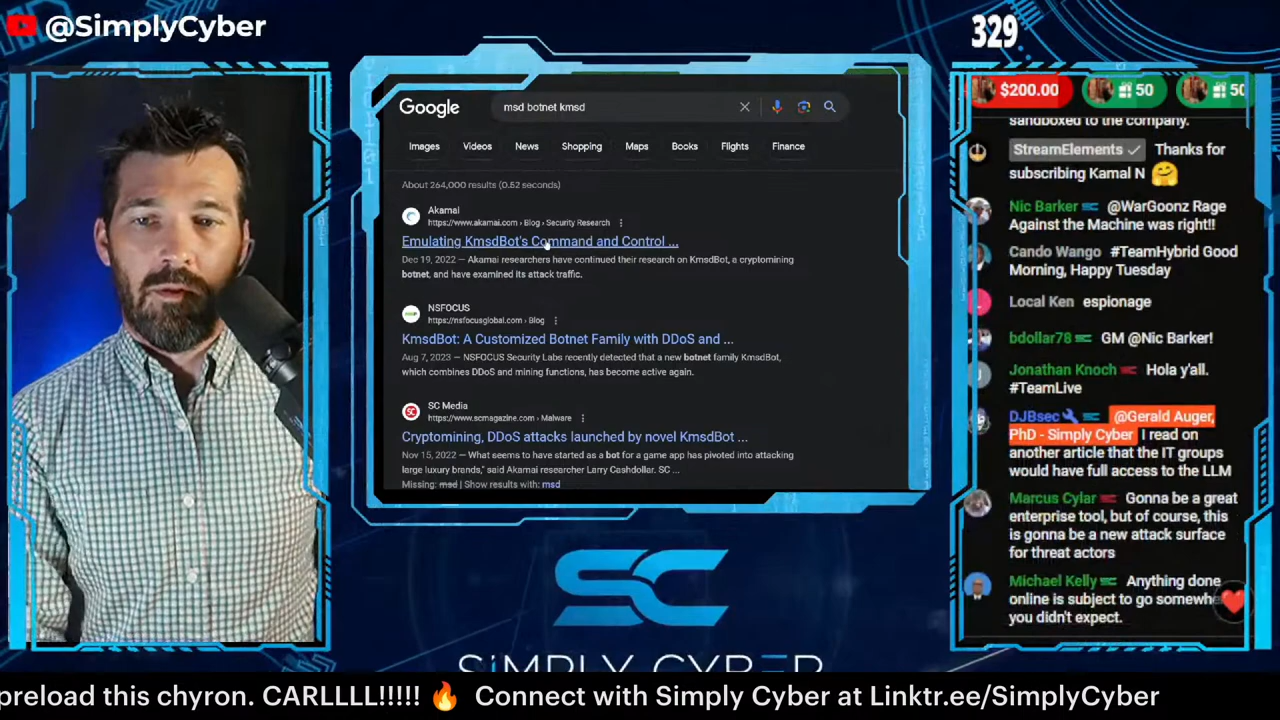 @SimplyCyber
329
Google
msd botnet kmsd
Images Videos News Shopping Maps Books Flights Finance
About 264,000 results (0.52 seconds)
Akamai
https://www.akamai.com › Blog › Security Research
Emulating KmsdBot's Command and Control ...
Dec 19, 2022 — Akamai researchers have continued their research on KmsdBot, a cryptomining
botnet, and have examined its attack traffic.
NSFOCUS
https://nsfocusglobal.com › Blog
KmsdBot: A Customized Botnet Family with DDoS and ...
Aug 7, 2023 — NSFOCUS Security Labs recently detected that a new botnet family KmsdBot,
which combines DDoS and mining functions, has become active again.
SC Media
https://www.scmagazine.com › Malware
Cryptomining, DDoS attacks launched by novel KmsdBot ...
Nov 15, 2022 — "What seems to have started as a bot for a game app has pivoted into attacking
large luxury brands," said Akamai researcher Larry Cashdollar. SC ...
Missing: msd | Show results with: msd
$200.00 50 50
sandboxed to the company.
StreamElements Thanks for
subscribing Kamal N
Nic Barker @WarGoonz Rage
Against the Machine was right!!
Cando Wango #TeamHybrid Good
Morning, Happy Tuesday
Local Ken espionage
bdollar78 GM @Nic Barker!
Jonathan Knoch Hola y'all.
#TeamLive
DJBsec @Gerald Auger,
PhD - Simply Cyber I read on
another article that the IT groups
would have full access to the LLM
Marcus Cylar Gonna be a great
enterprise tool, but of course, this
is gonna be a new attack surface
for threat actors
Michael Kelly Anything done
online is subject to go somewhe
you didn't expect.
SC
SIMPLY CYBER
preload this chyron. CARLLLL!!!!! 🔥 Connect with Simply Cyber at Linktr.ee/SimplyCyber